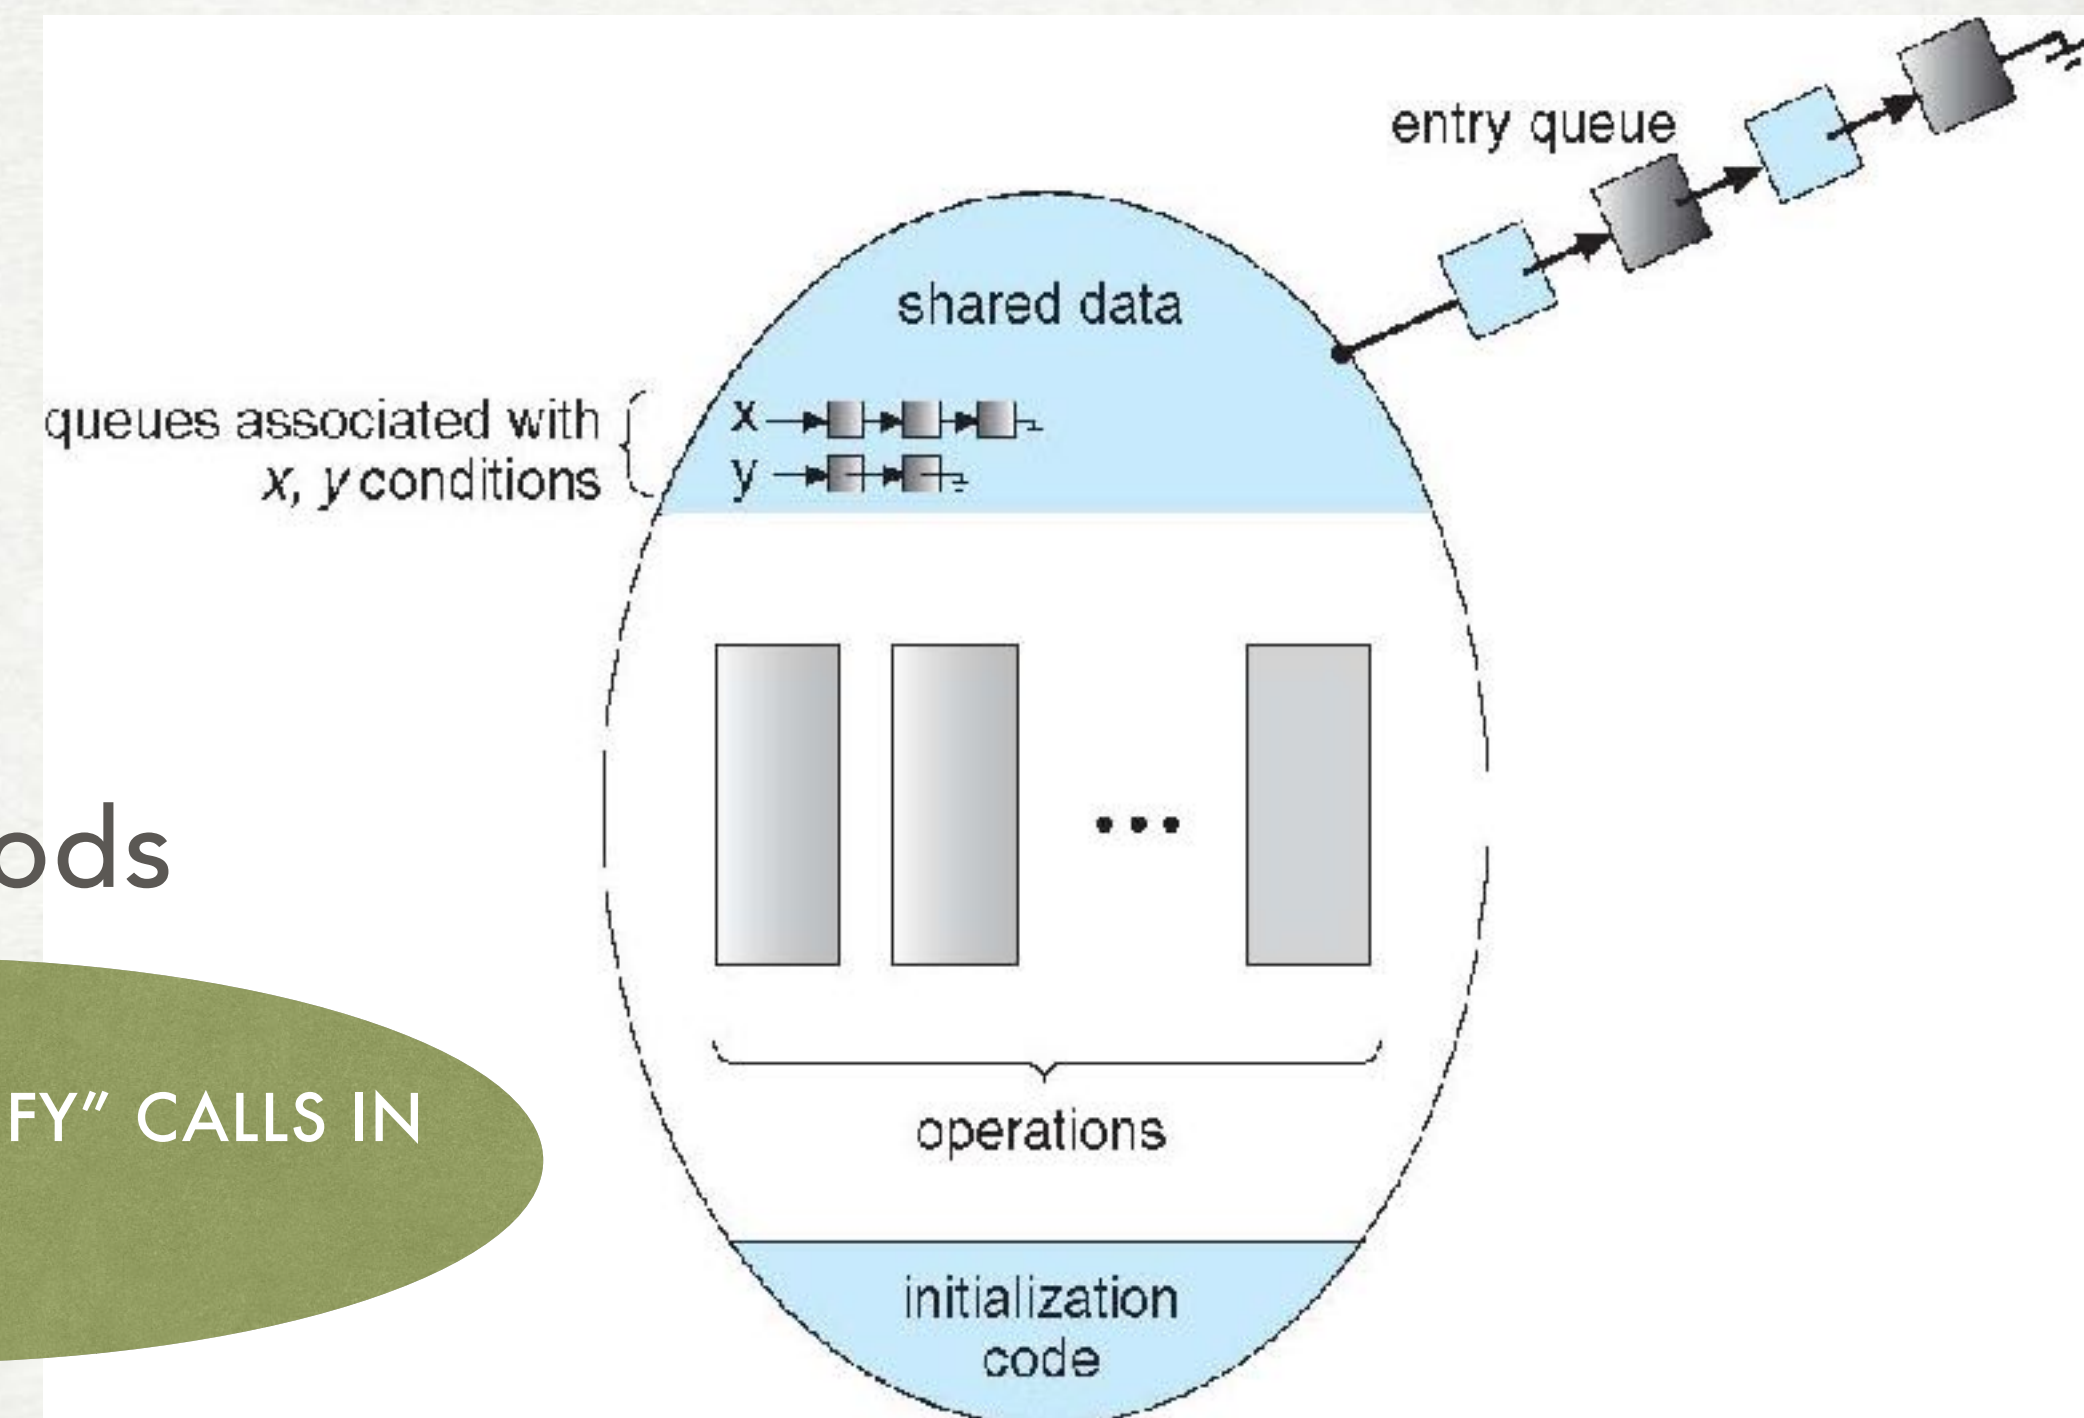 entry queue
shared data
queues associated with
x, y conditions
x
y
ods
FY” CALLS IN
operations
initialization
code